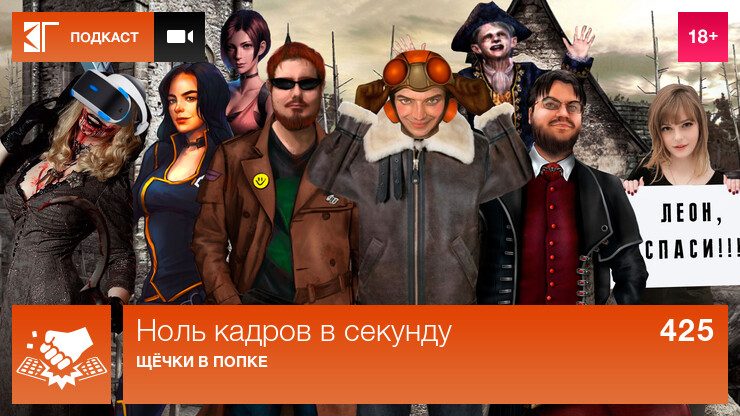 КГ ПОДКАСТ
18+
ЛЕОН,
СПАСИ!!!
Ноль кадров в секунду
425
ЩЁЧКИ В ПОПКЕ